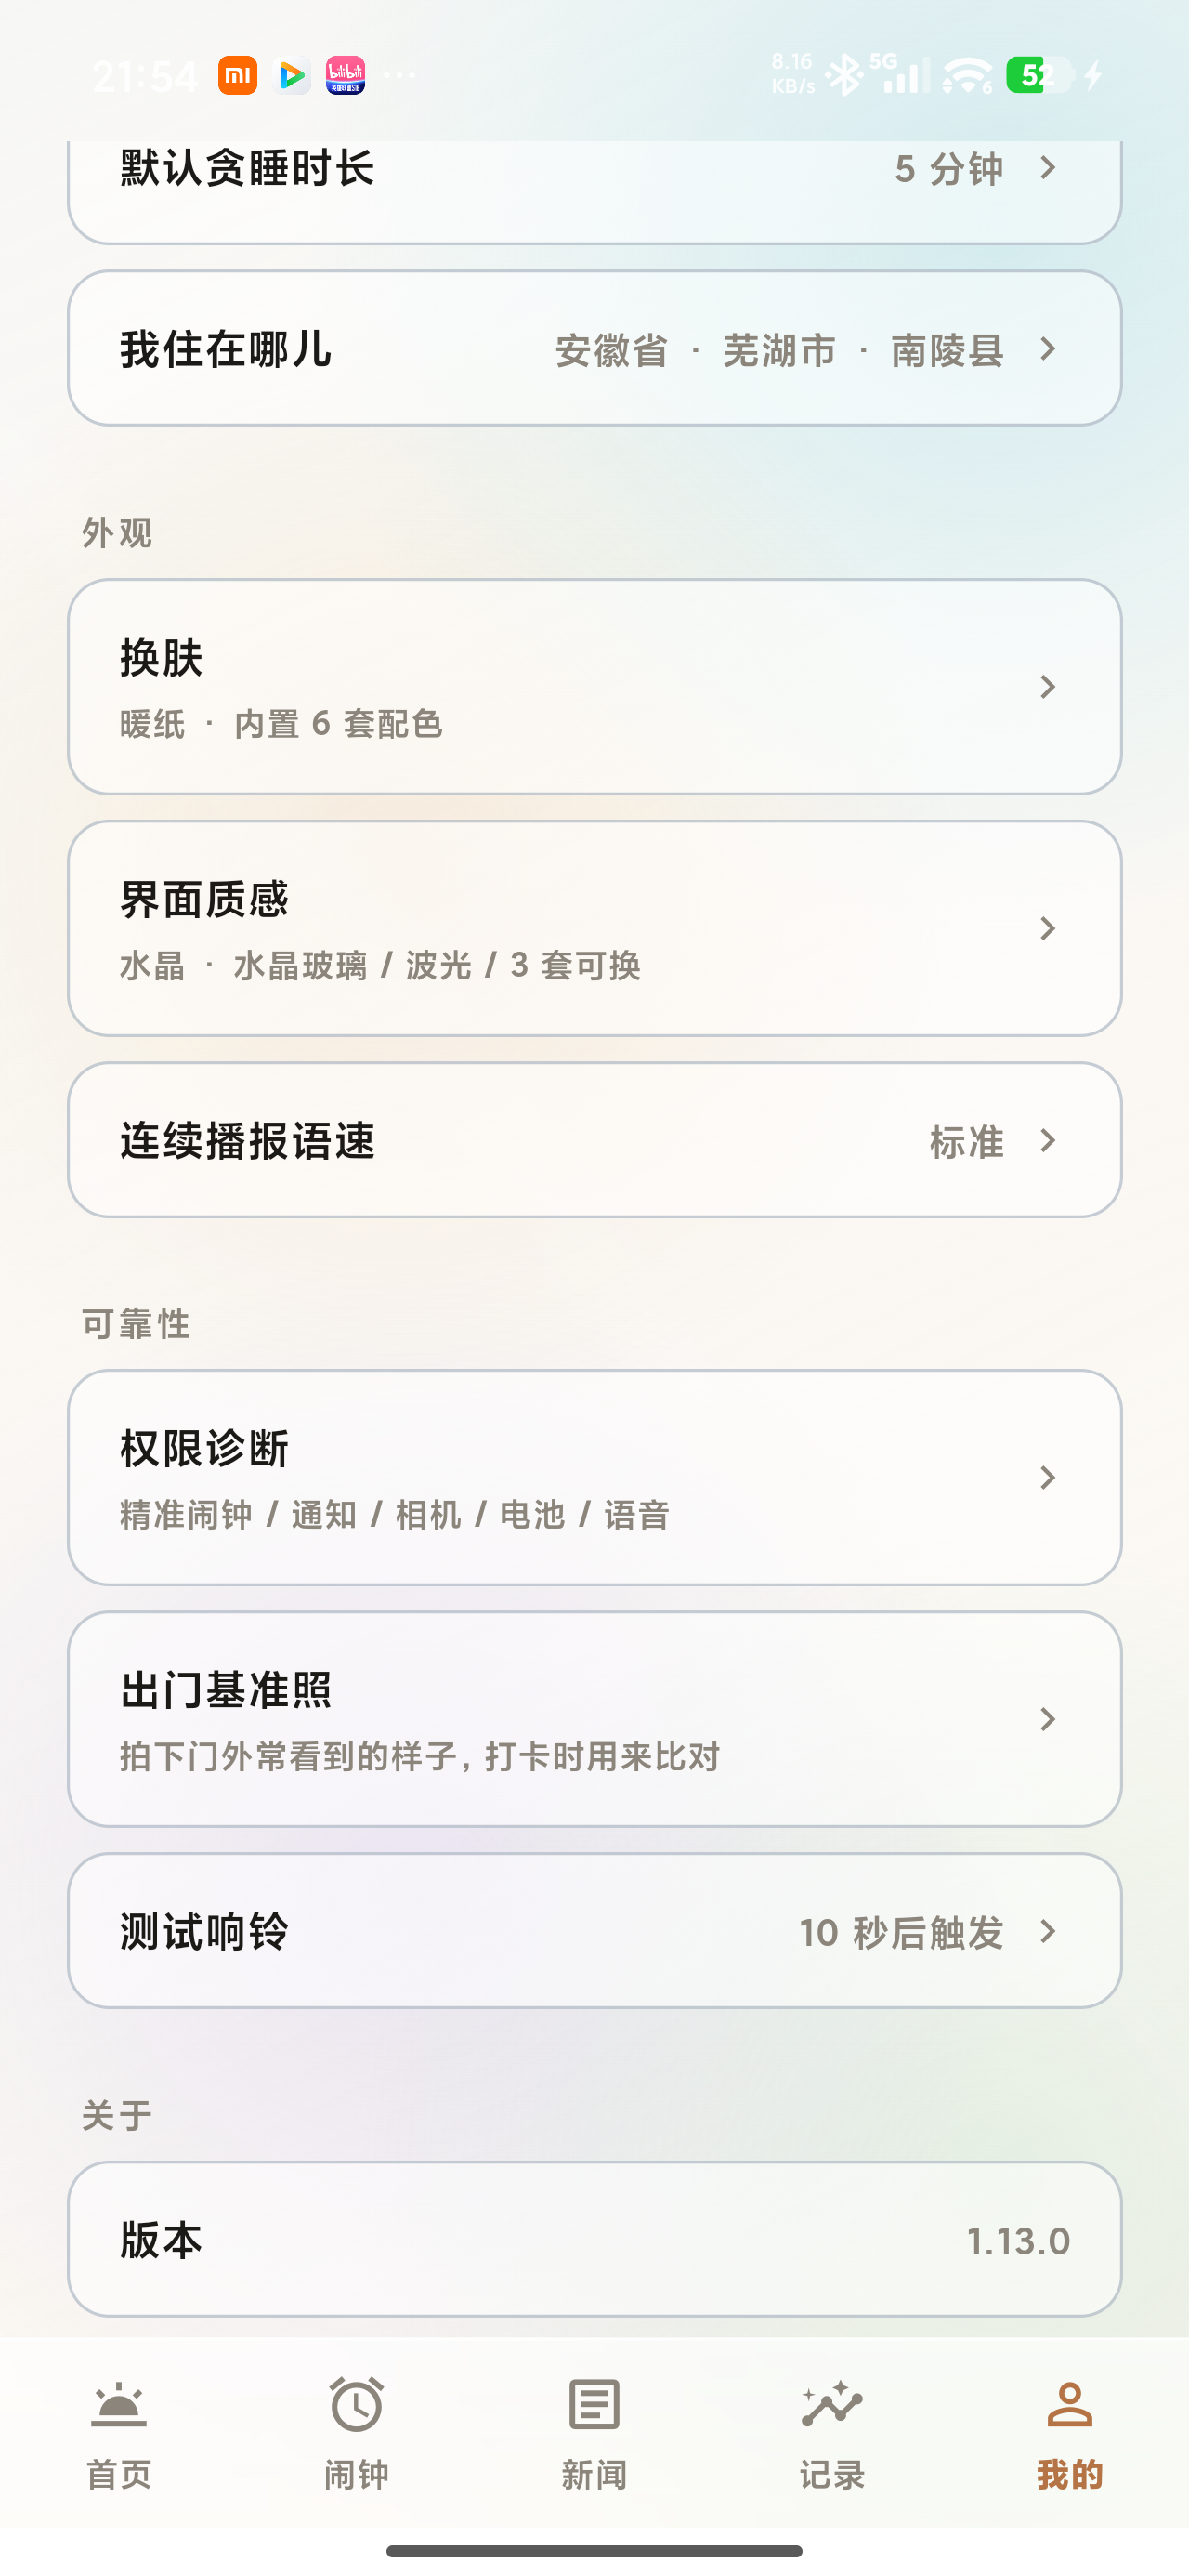 21:54
8.16 KB/s 5G 6 52
默认贪睡时长 5 分钟
我住在哪儿 安徽省 · 芜湖市 · 南陵县
外观
换肤
暖纸 · 内置 6 套配色
界面质感
水晶 · 水晶玻璃 / 波光 / 3 套可换
连续播报语速 标准
可靠性
权限诊断
精准闹钟 / 通知 / 相机 / 电池 / 语音
出门基准照
拍下门外常看到的样子, 打卡时用来比对
测试响铃 10 秒后触发
关于
版本 1.13.0
首页 闹钟 新闻 记录 我的